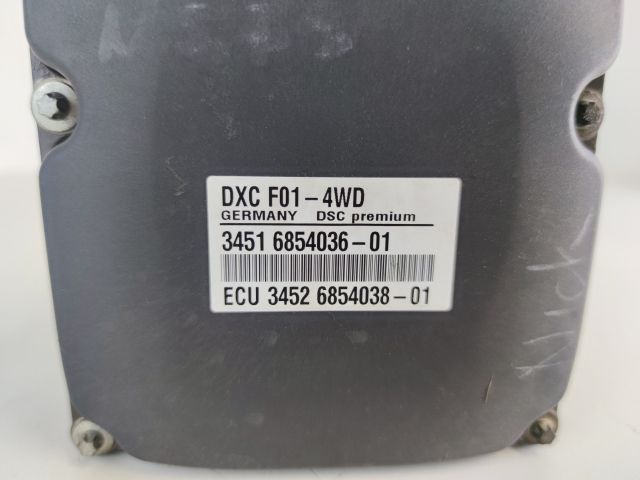 DXC F01-4WD
GERMANY DSC premium
3451 6854036-01
ECU 3452 6854038-01